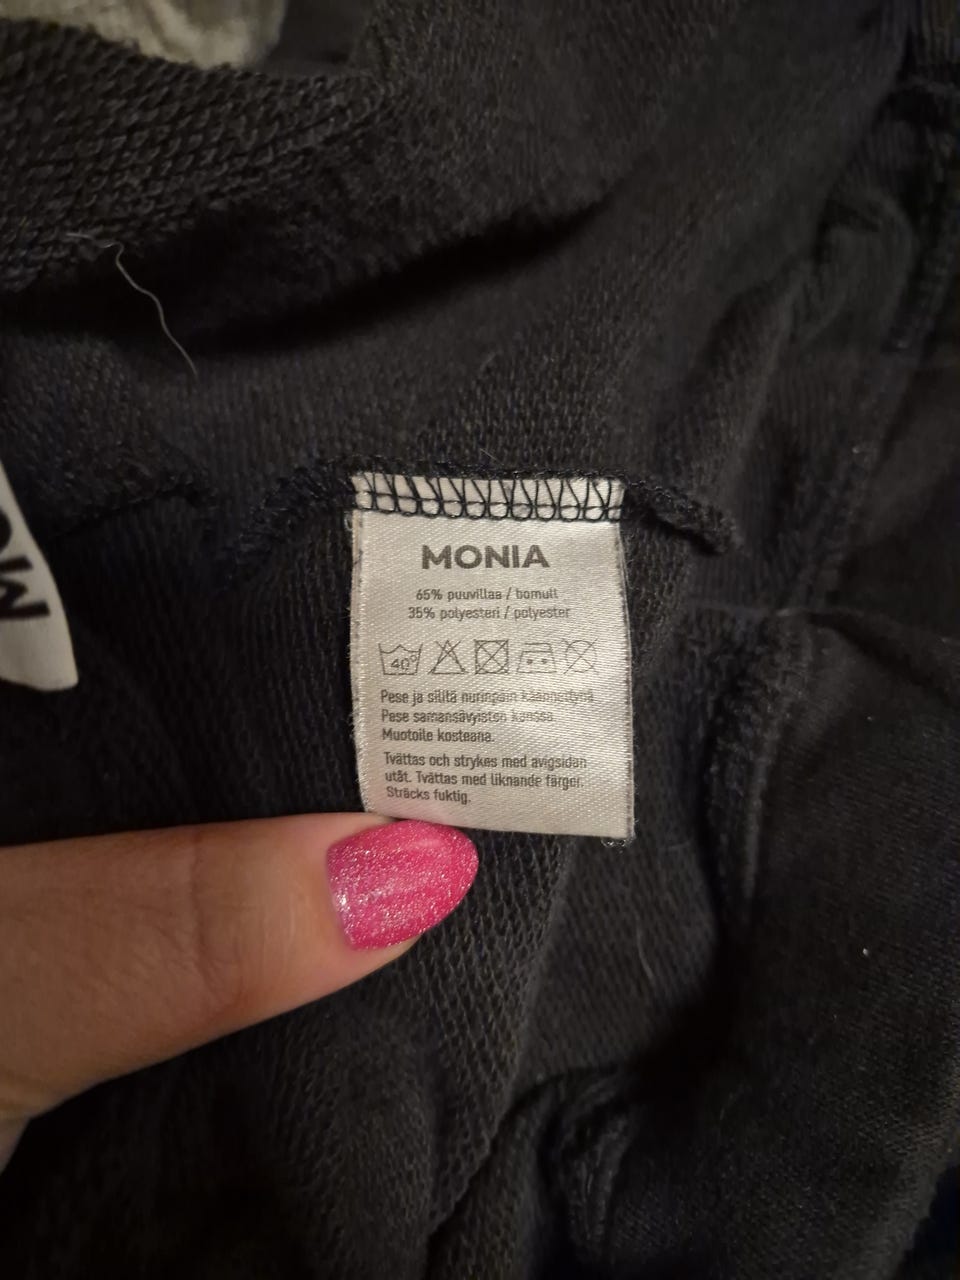 MONIA
65% puuvillaa / bomull
35% polyesteri / polyester
40°
Pese ja silitä nurinpäin käännettynä.
Pese samansävyisten kanssa.
Muotoile kosteana.
Tvättas och strykes med avigsidan
utåt. Tvättas med liknande färger.
Sträcks fuktig.
MO